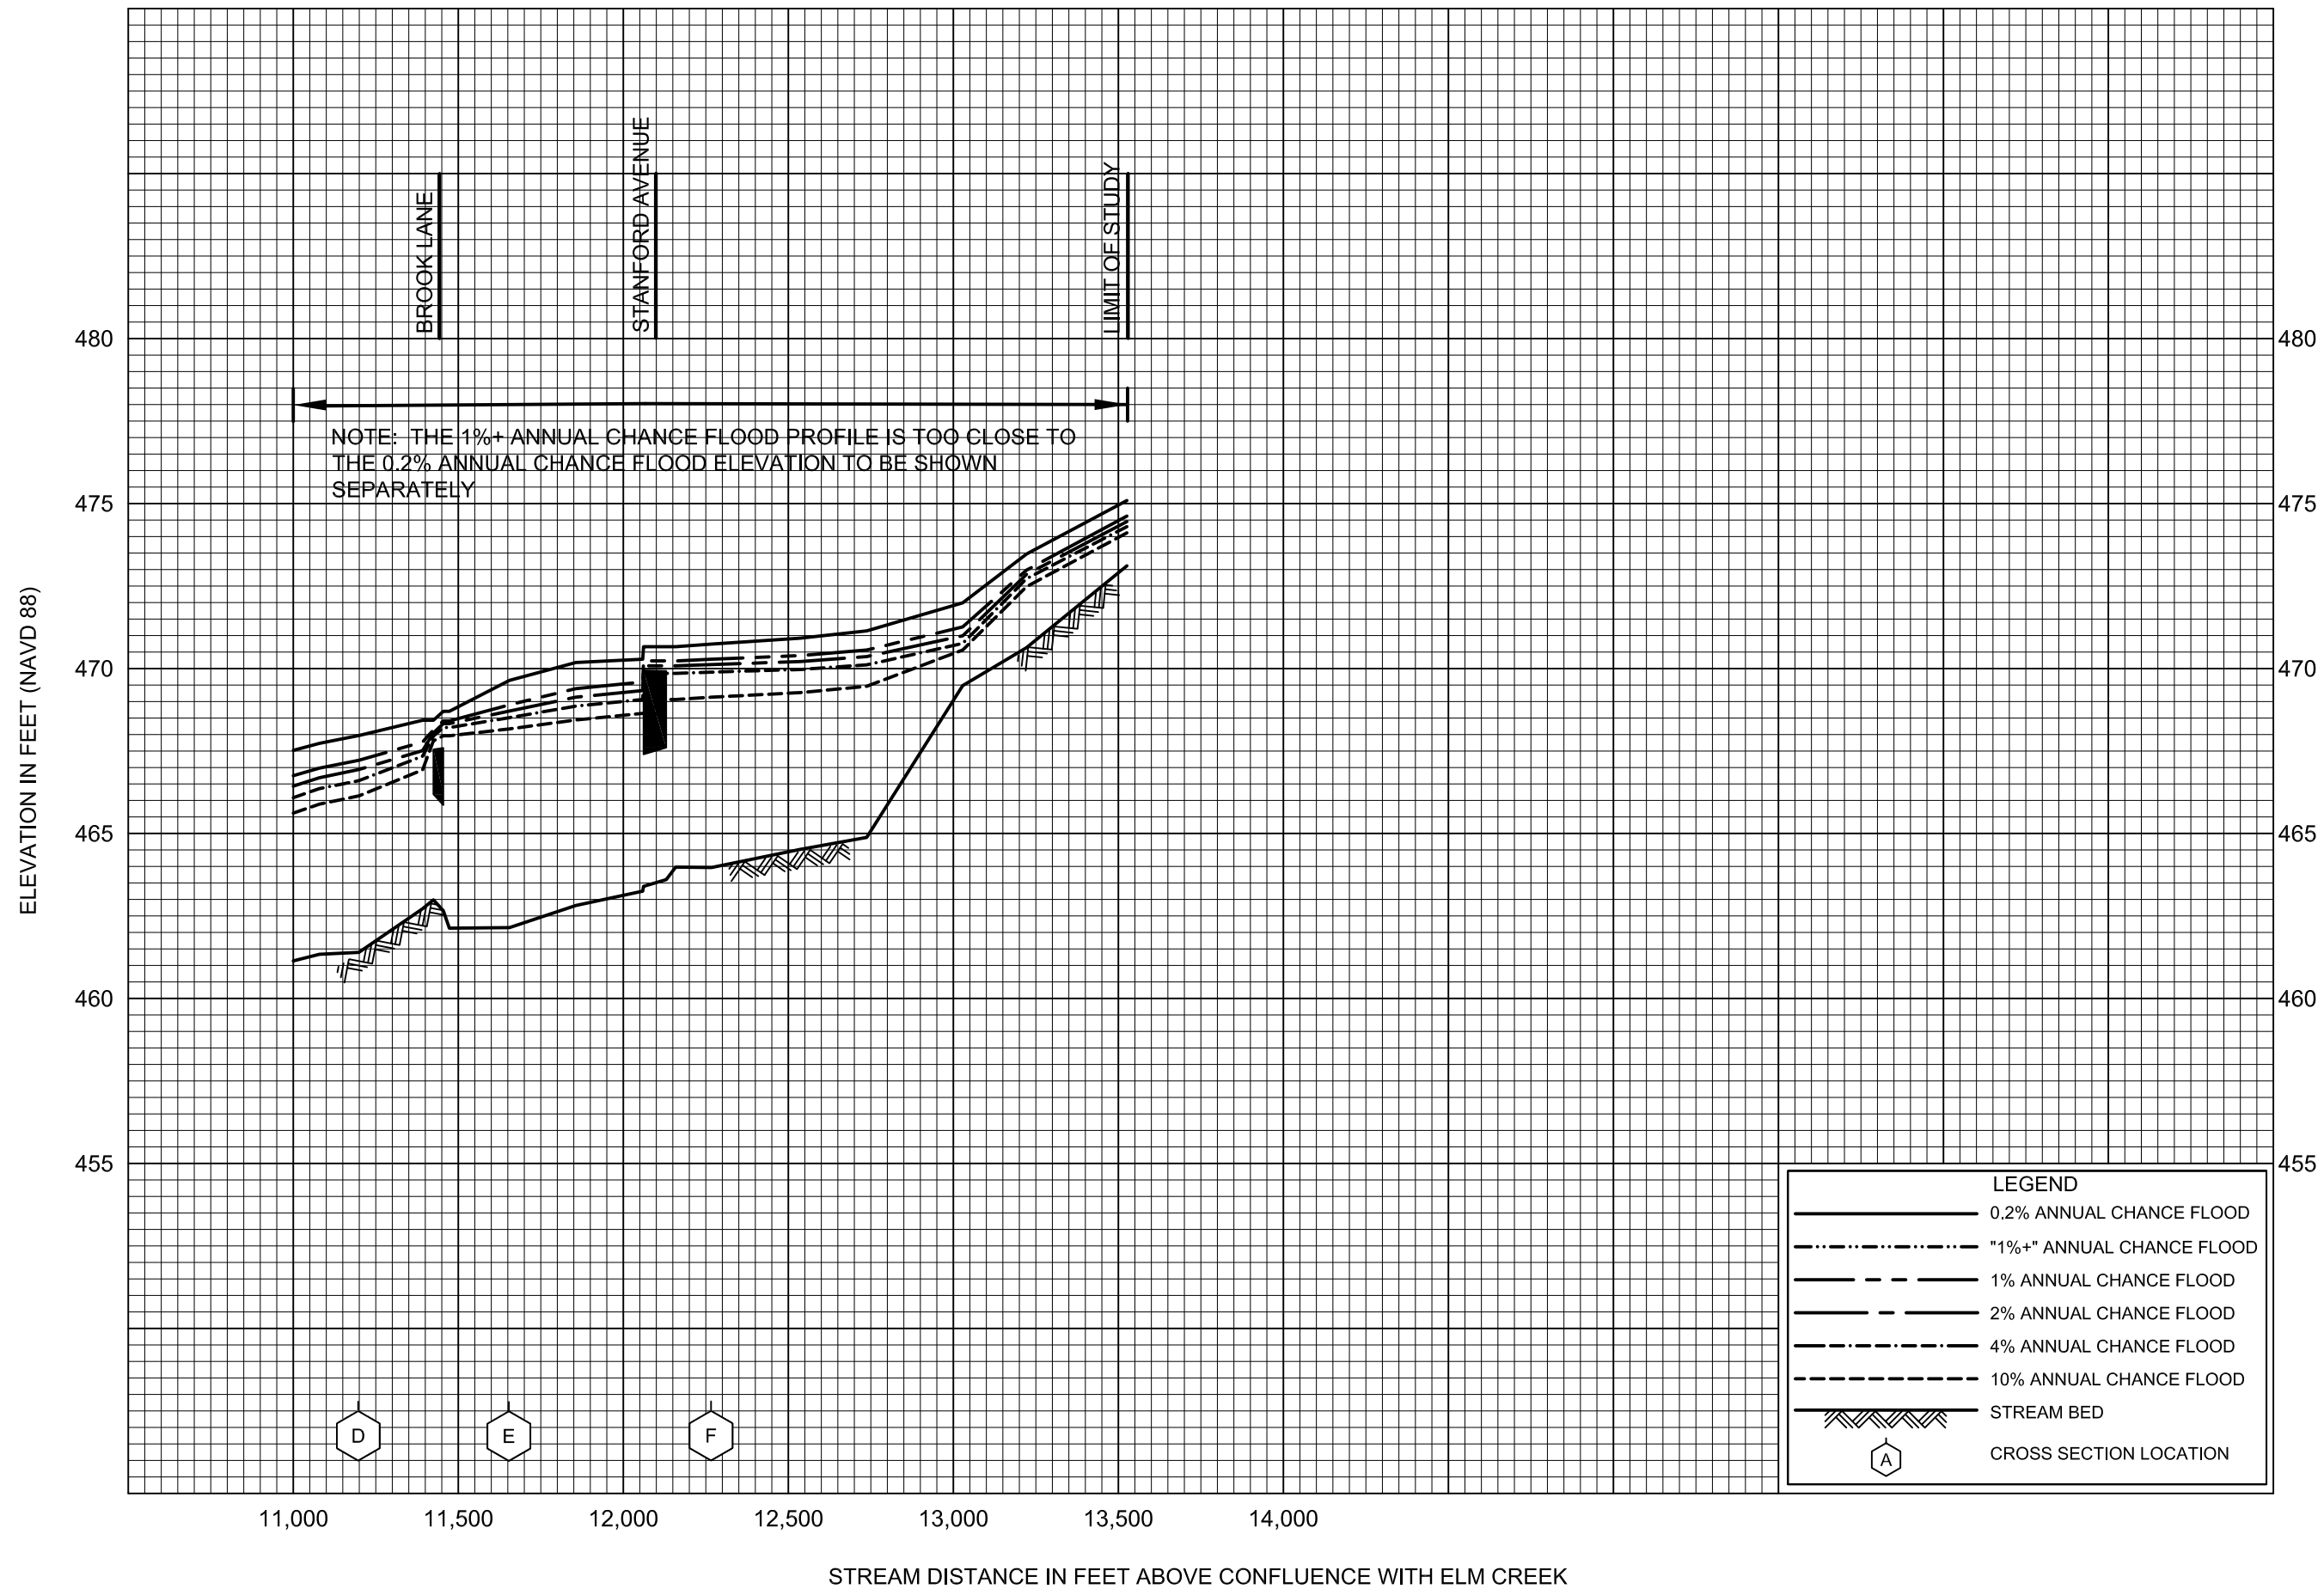 BROOK LANE
STANFORD AVENUE
LIMIT OF STUDY
480
480
NOTE: THE 1%+ ANNUAL CHANCE FLOOD PROFILE IS TOO CLOSE TO
THE 0.2% ANNUAL CHANCE FLOOD ELEVATION TO BE SHOWN
SEPARATELY
475
475
470
470
465
465
460
460
455
455
ELEVATION IN FEET (NAVD 88)
LEGEND
0.2% ANNUAL CHANCE FLOOD
"1%+" ANNUAL CHANCE FLOOD
1% ANNUAL CHANCE FLOOD
2% ANNUAL CHANCE FLOOD
4% ANNUAL CHANCE FLOOD
10% ANNUAL CHANCE FLOOD
STREAM BED
A CROSS SECTION LOCATION
D E F
11,000 11,500 12,000 12,500 13,000 13,500 14,000
STREAM DISTANCE IN FEET ABOVE CONFLUENCE WITH ELM CREEK